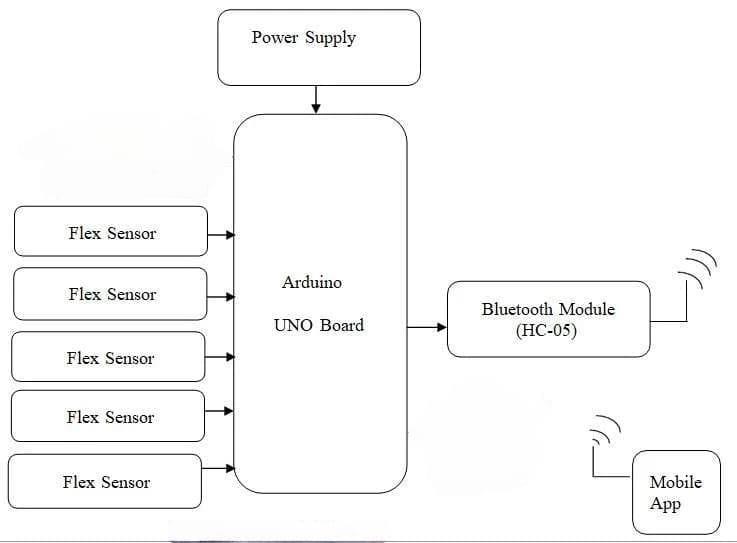 Power Supply
Flex Sensor
Flex Sensor
Flex Sensor
Flex Sensor
Flex Sensor
Arduino
UNO Board
Bluetooth Module
(HC-05)
Mobile
App